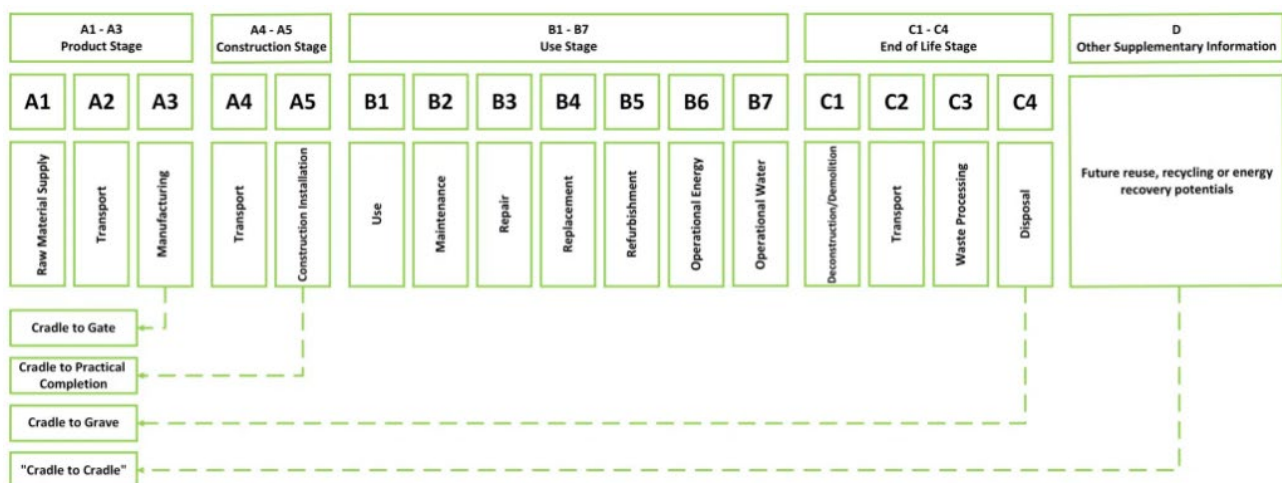 A1 - A3
Product Stage
A4 - A5
Construction Stage
B1 - B7
Use Stage
C1 - C4
End of Life Stage
D
Other Supplementary Information
A1
A2
A3
A4
A5
B1
B2
B3
B4
B5
B6
B7
C1
C2
C3
C4
Raw Material Supply
Transport
Manufacturing
Transport
Construction Installation
Use
Maintenance
Repair
Replacement
Refurbishment
Operational Energy
Operational Water
Deconstruction/Demolition
Transport
Waste Processing
Disposal
Future reuse, recycling or energy
recovery potentials
Cradle to Gate
Cradle to Practical
Completion
Cradle to Grave
"Cradle to Cradle"